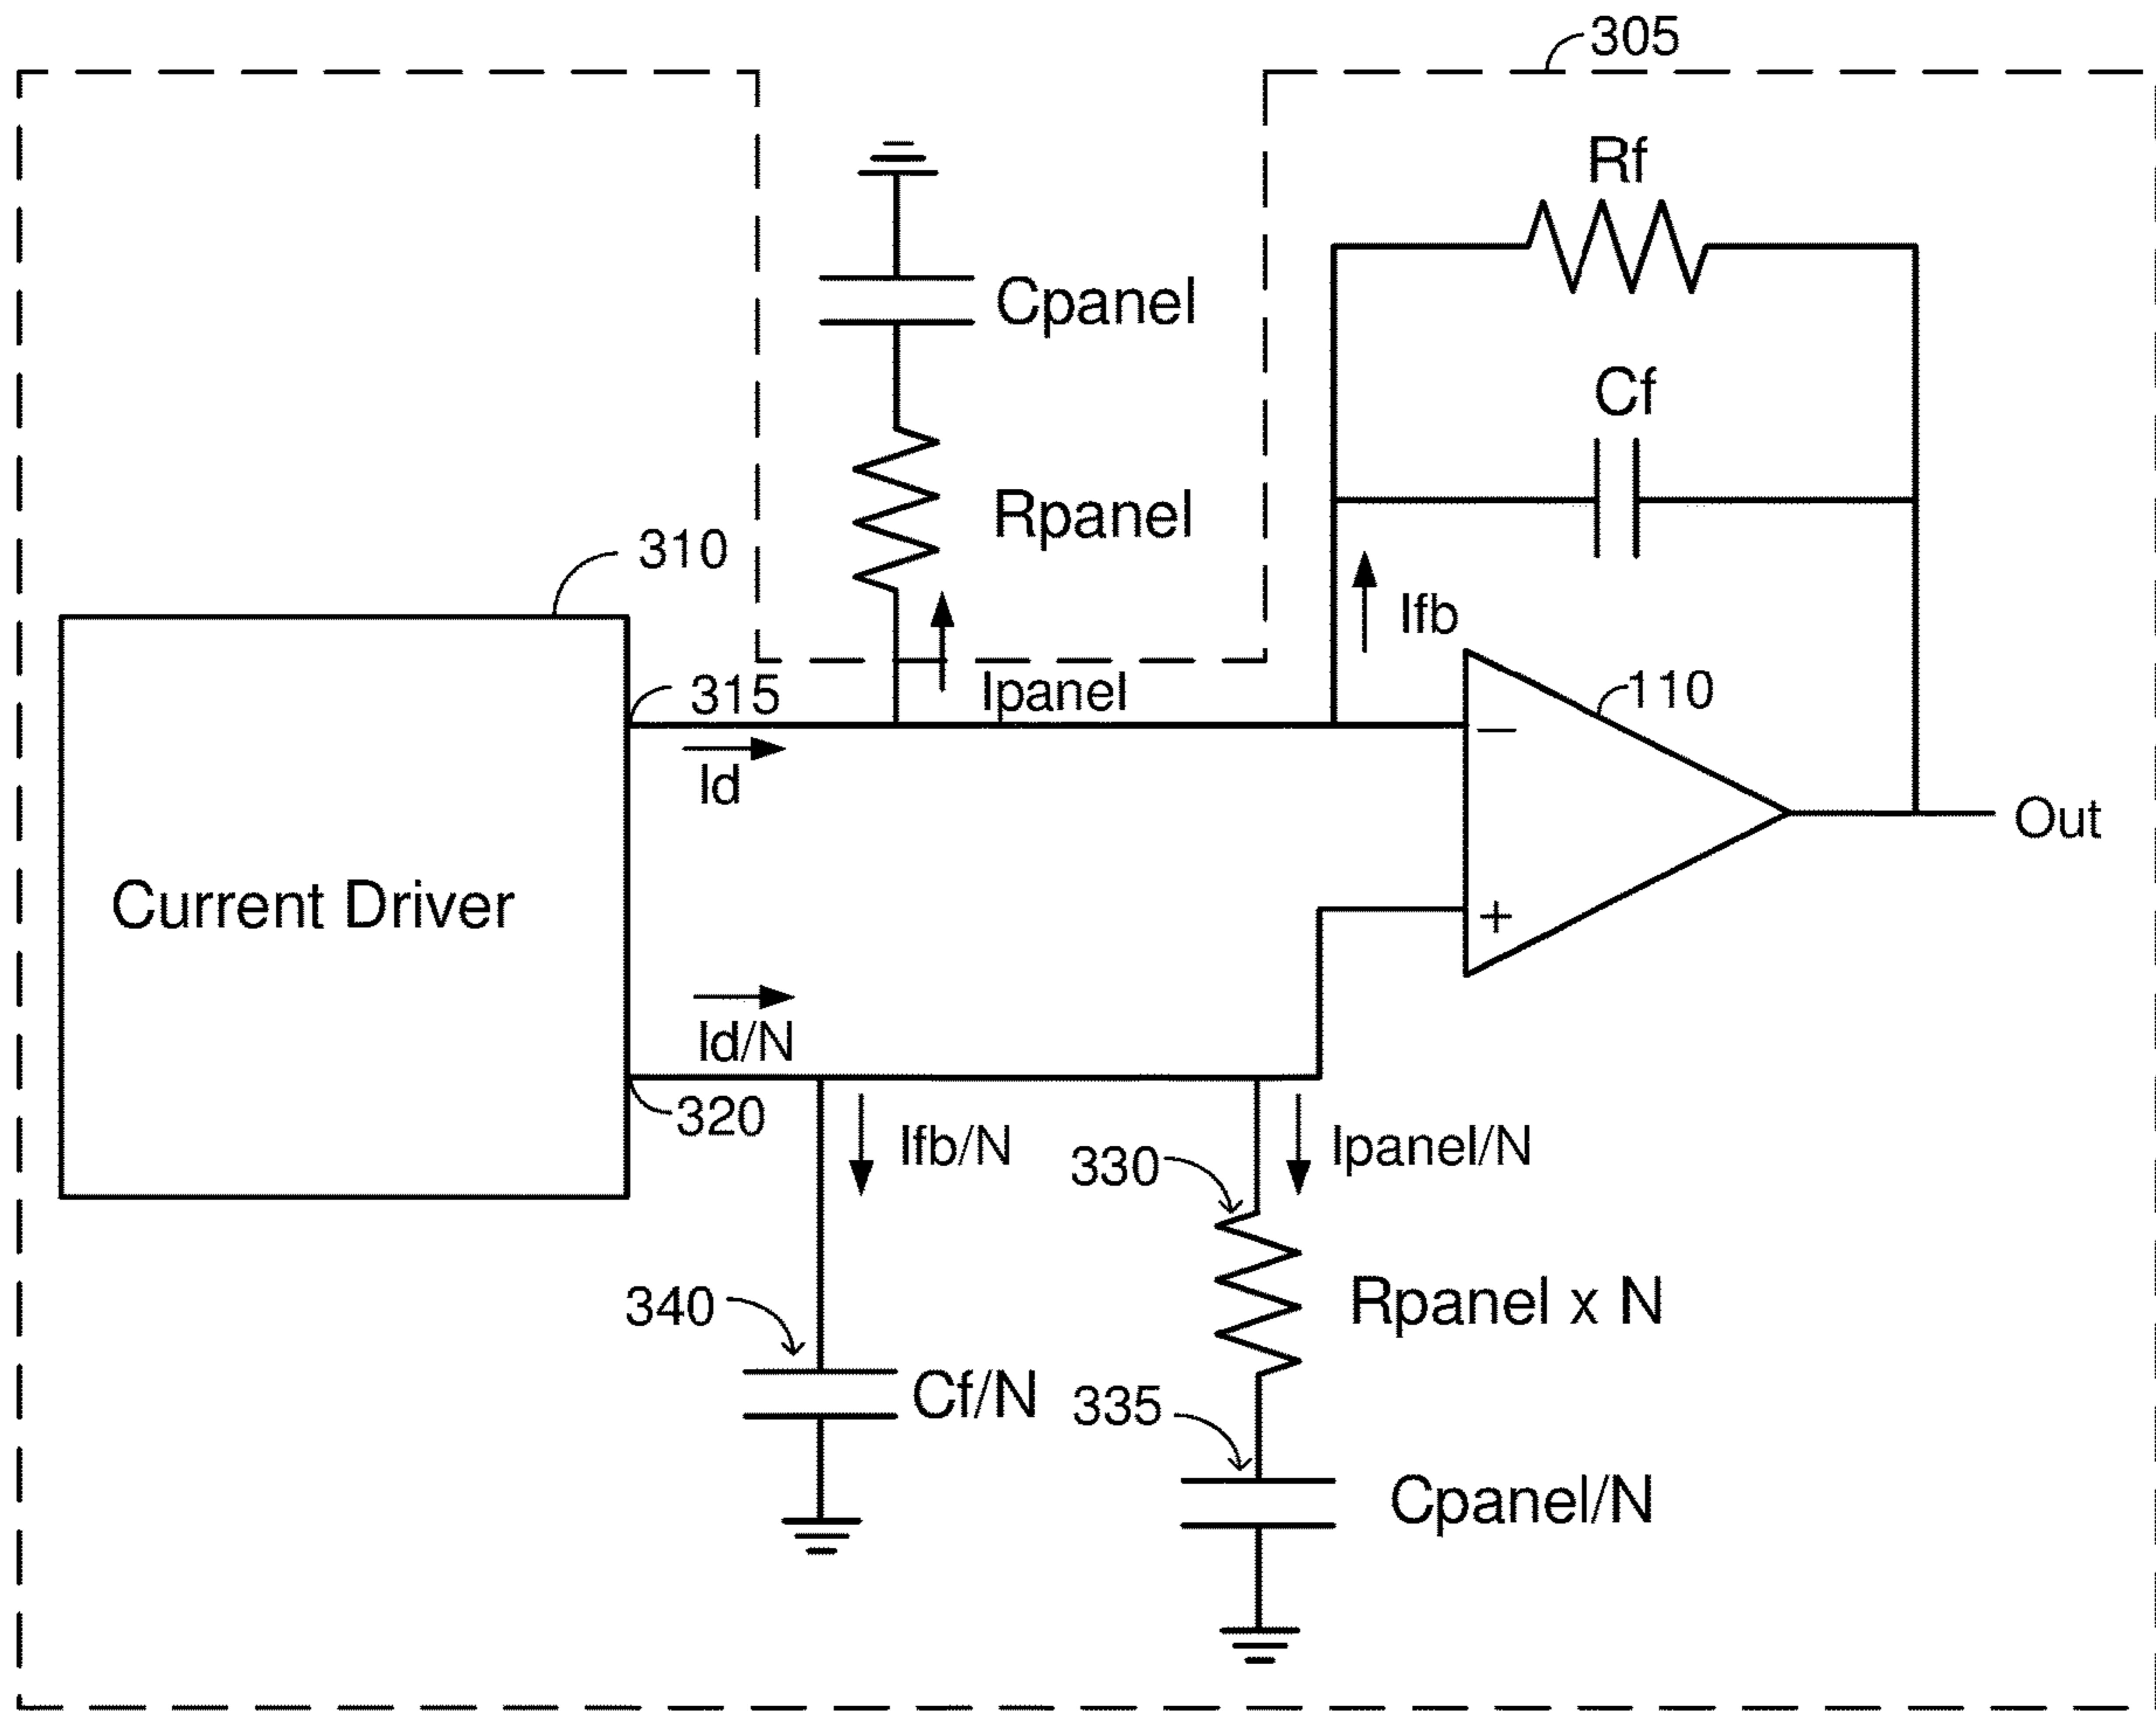 305
Rf
Cpanel
Cf
Rpanel
310
Ifb
315
Ipanel
110
Id
−
Out
Current Driver
+
Id/N
320
Ifb/N
330
Ipanel/N
340
Rpanel x N
Cf/N
335
Cpanel/N